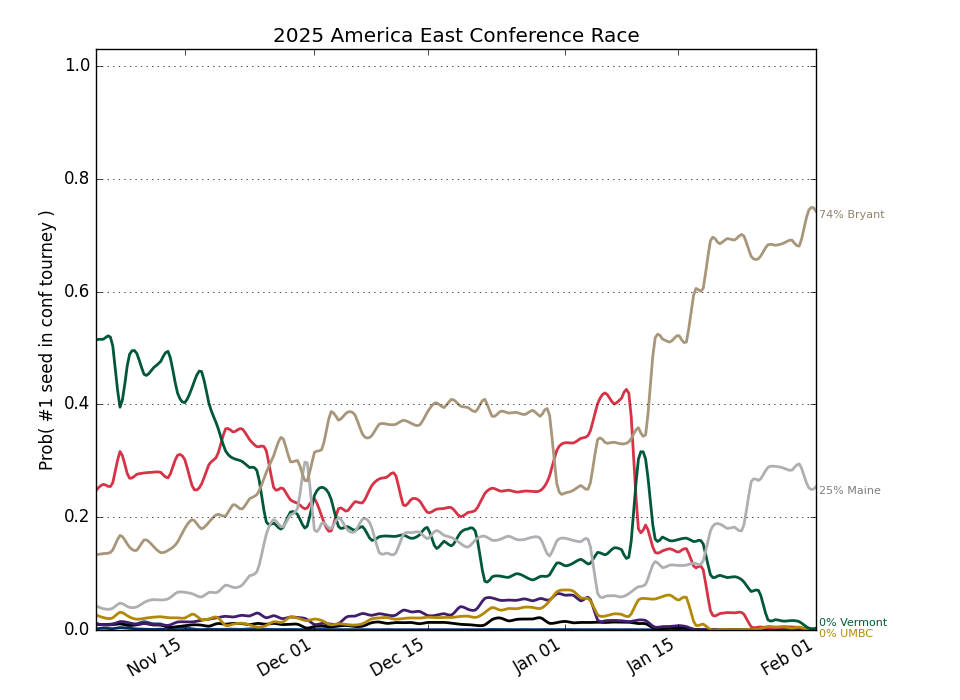 2025 America East Conference Race
Prob( #1 seed in conf tourney )
1.0
0.8
0.6
0.4
0.2
0.0
74% Bryant
25% Maine
0% Vermont
0% UMBC
Nov 15
Dec 01
Dec 15
Jan 01
Jan 15
Feb 01